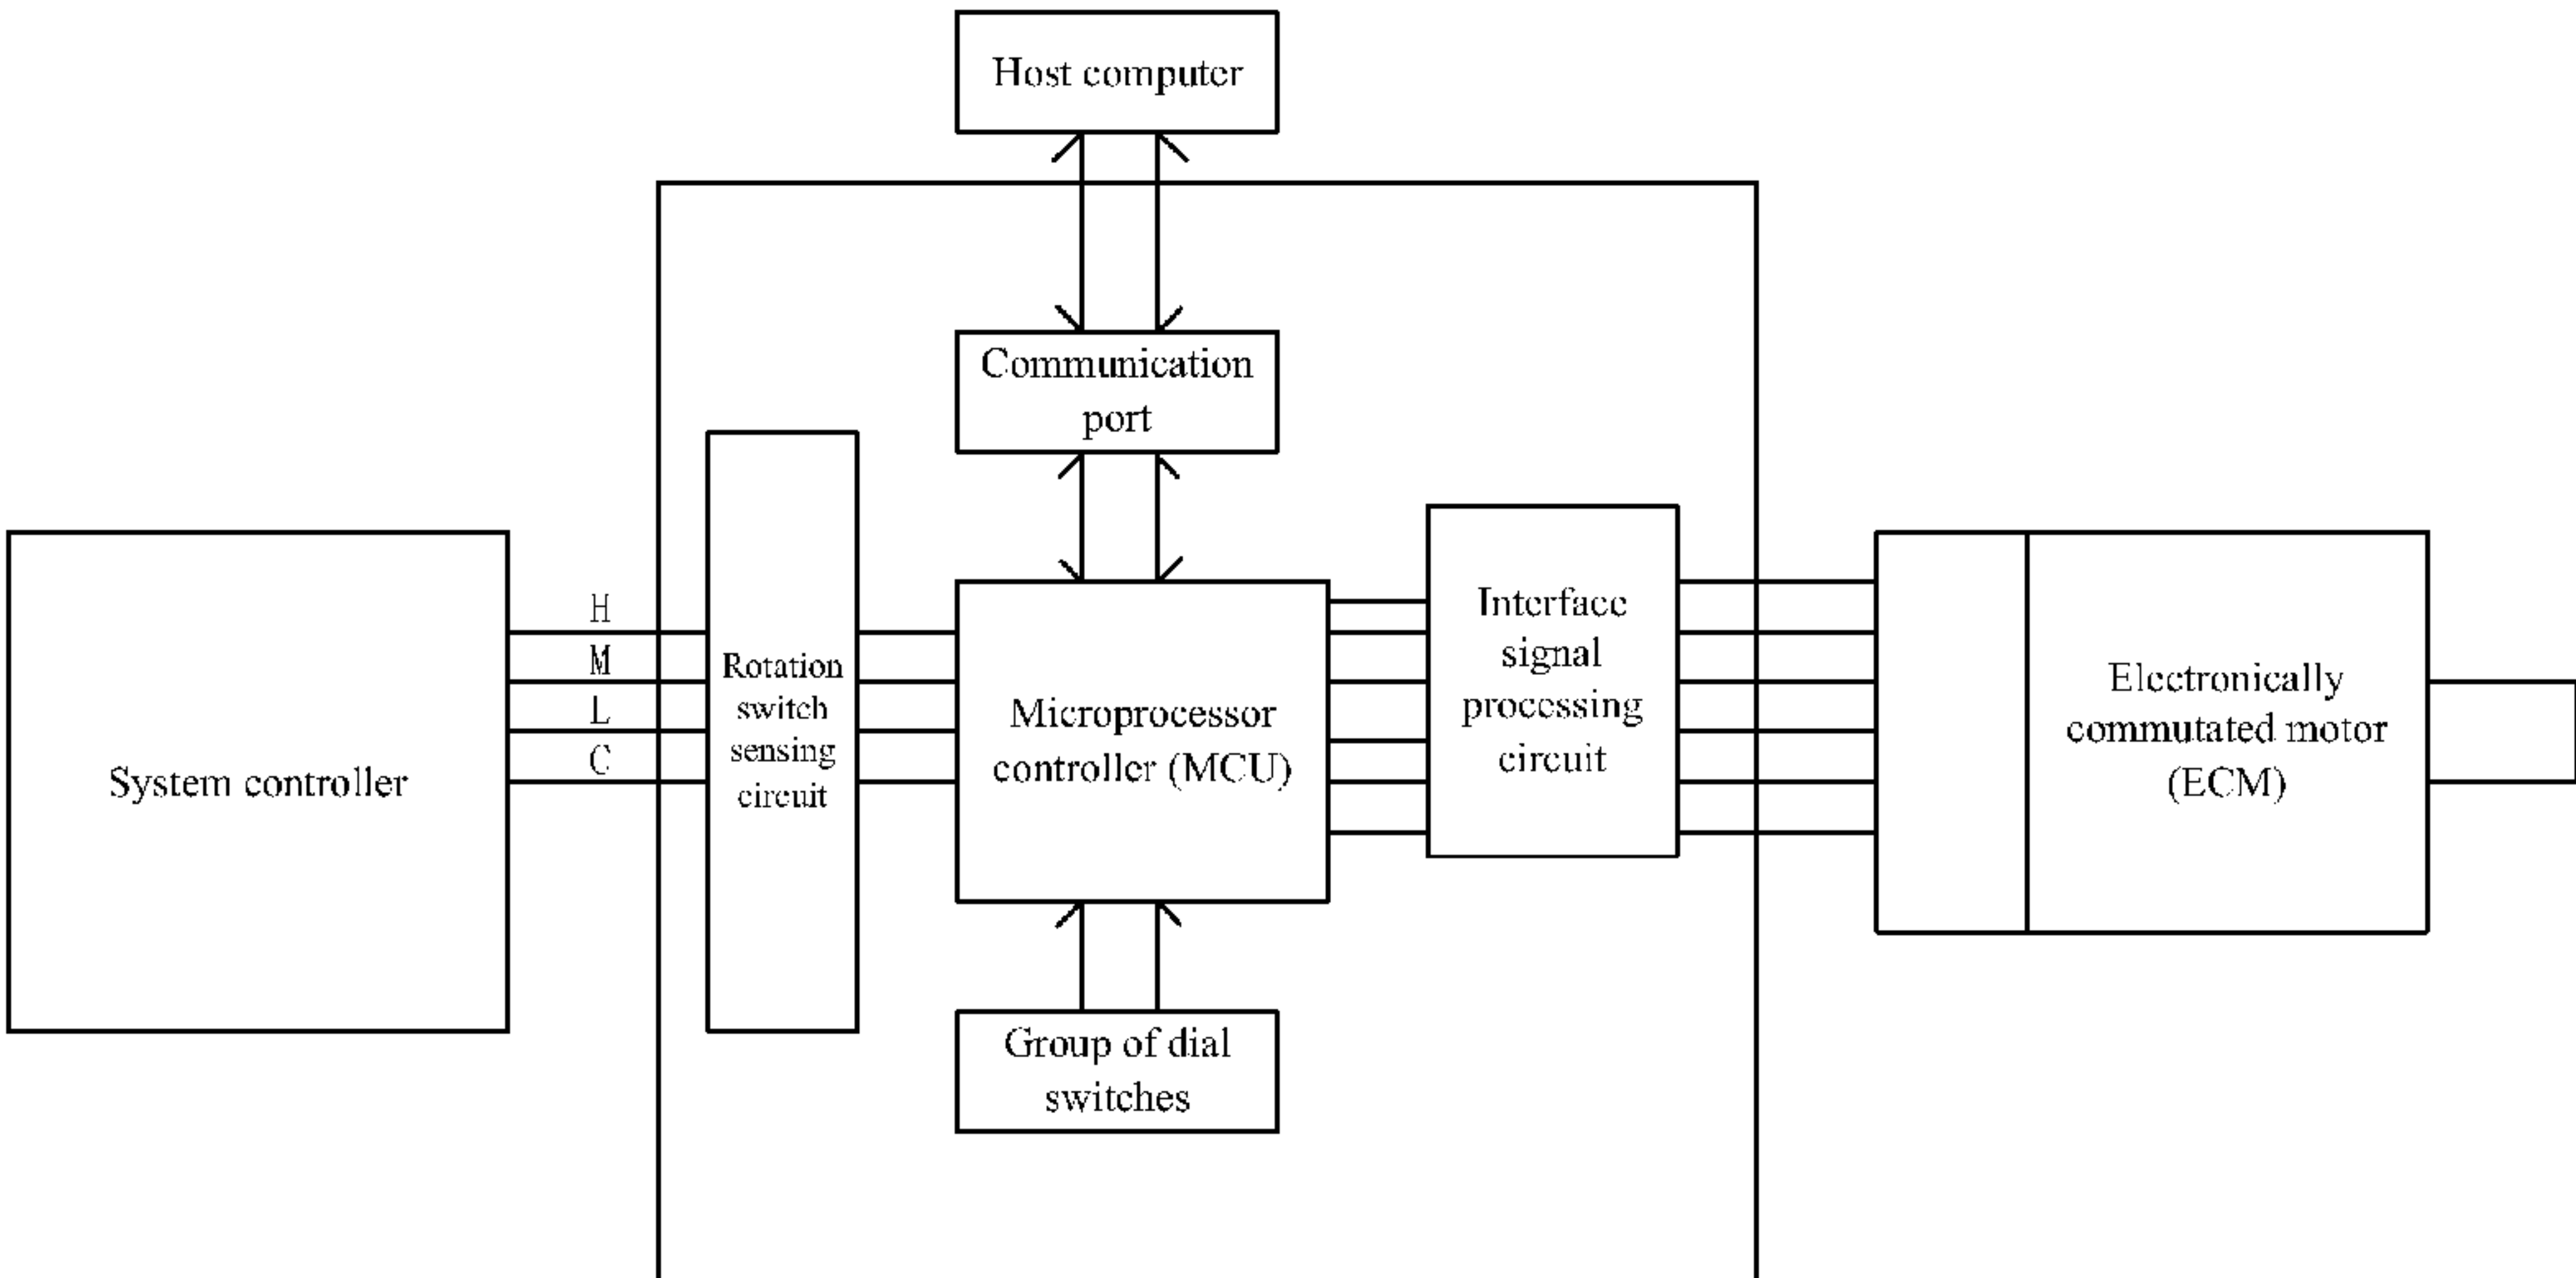 Host computer
Communication
port
H
M
L
C
System controller
Rotation
switch
sensing
circuit
Microprocessor
controller (MCU)
Interface
signal
processing
circuit
Electronically
commutated motor
(ECM)
Group of dial
switches